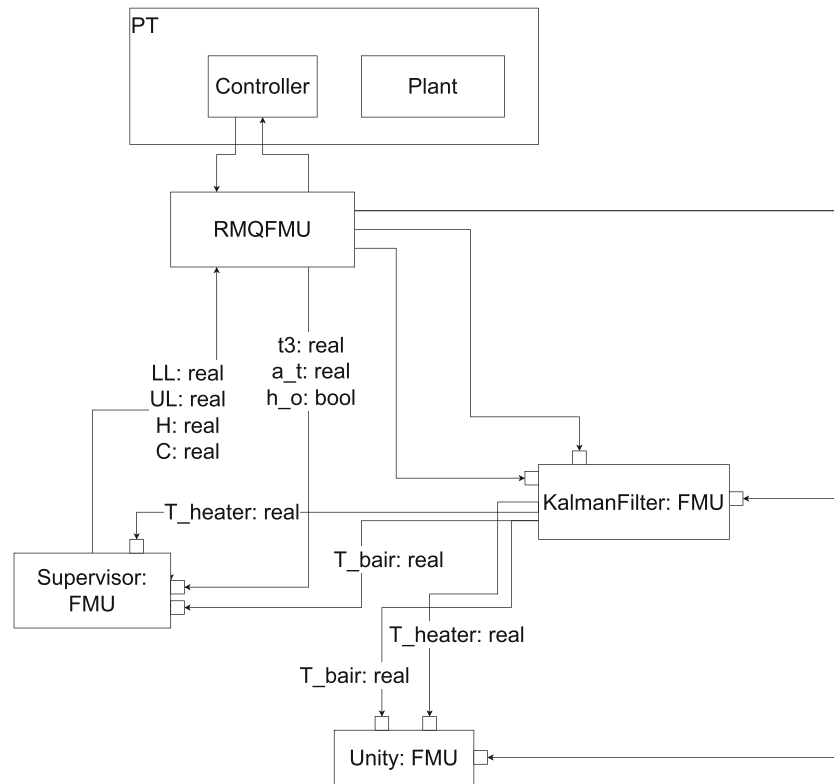 PT
Controller
Plant
RMQFMU
t3: real
a_t: real
h_o: bool
LL: real
UL: real
H: real
C: real
KalmanFilter: FMU
T_heater: real
T_bair: real
Supervisor:
FMU
T_heater: real
T_bair: real
Unity: FMU